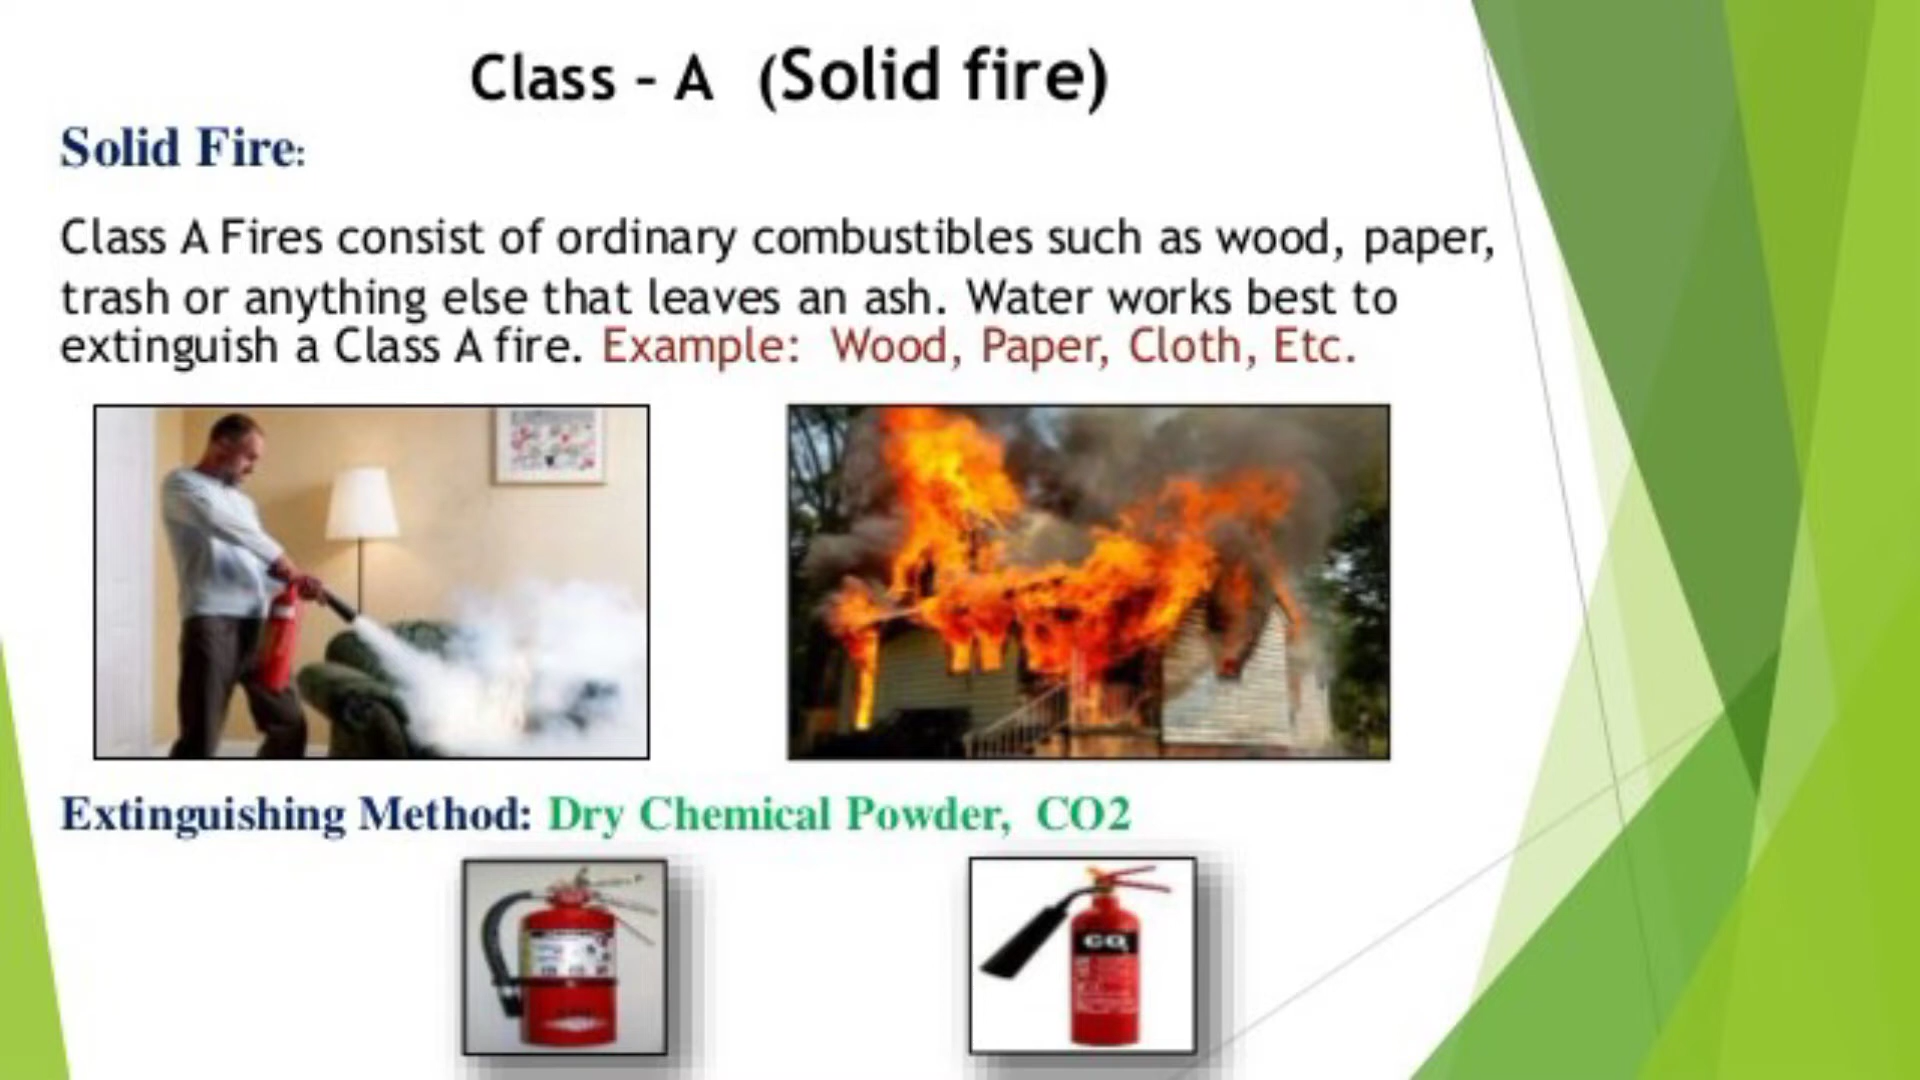 Class – A (Solid fire)
Solid Fire:
Class A Fires consist of ordinary combustibles such as wood, paper,
trash or anything else that leaves an ash. Water works best to
extinguish a Class A fire. Example: Wood, Paper, Cloth, Etc.
Extinguishing Method: Dry Chemical Powder, CO2
CO2